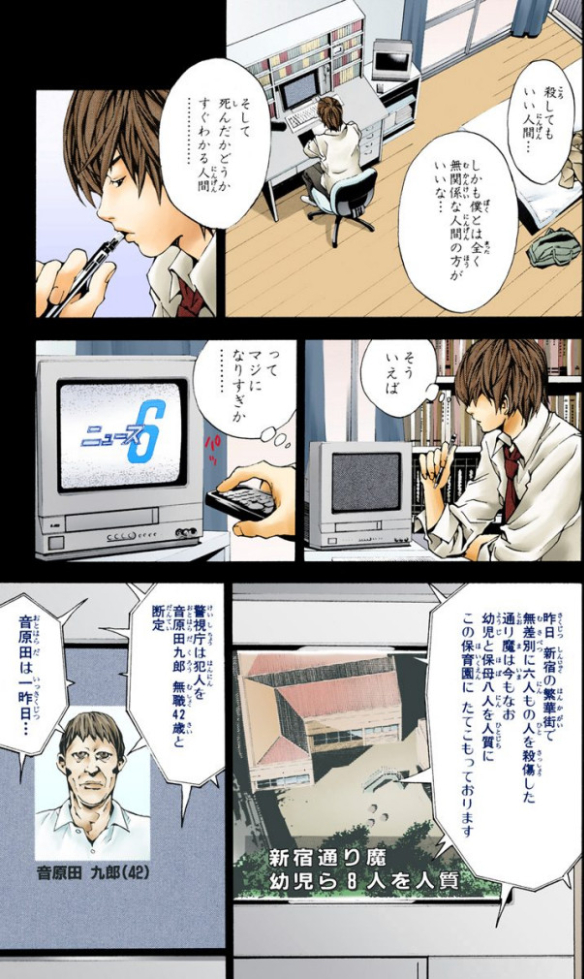 殺しても
いい人間…
しかも僕とは全く
無関係な人間の方が
いいな…
そして
死んだかどうか
すぐわかる人間
………
そう
いえば
って
マジに
なりすぎか
……
パッ
ニュース6
昨日 新宿の繁華街で
無差別に六人もの人を殺傷した
通り魔は今もなお
幼児と保母八人を人質に
この保育園に たてこもっております
新宿通り魔
幼児ら8人を人質
警視庁は犯人を
音原田九郎 無職42歳と
断定
音原田は一昨日…
音原田 九郎(42)